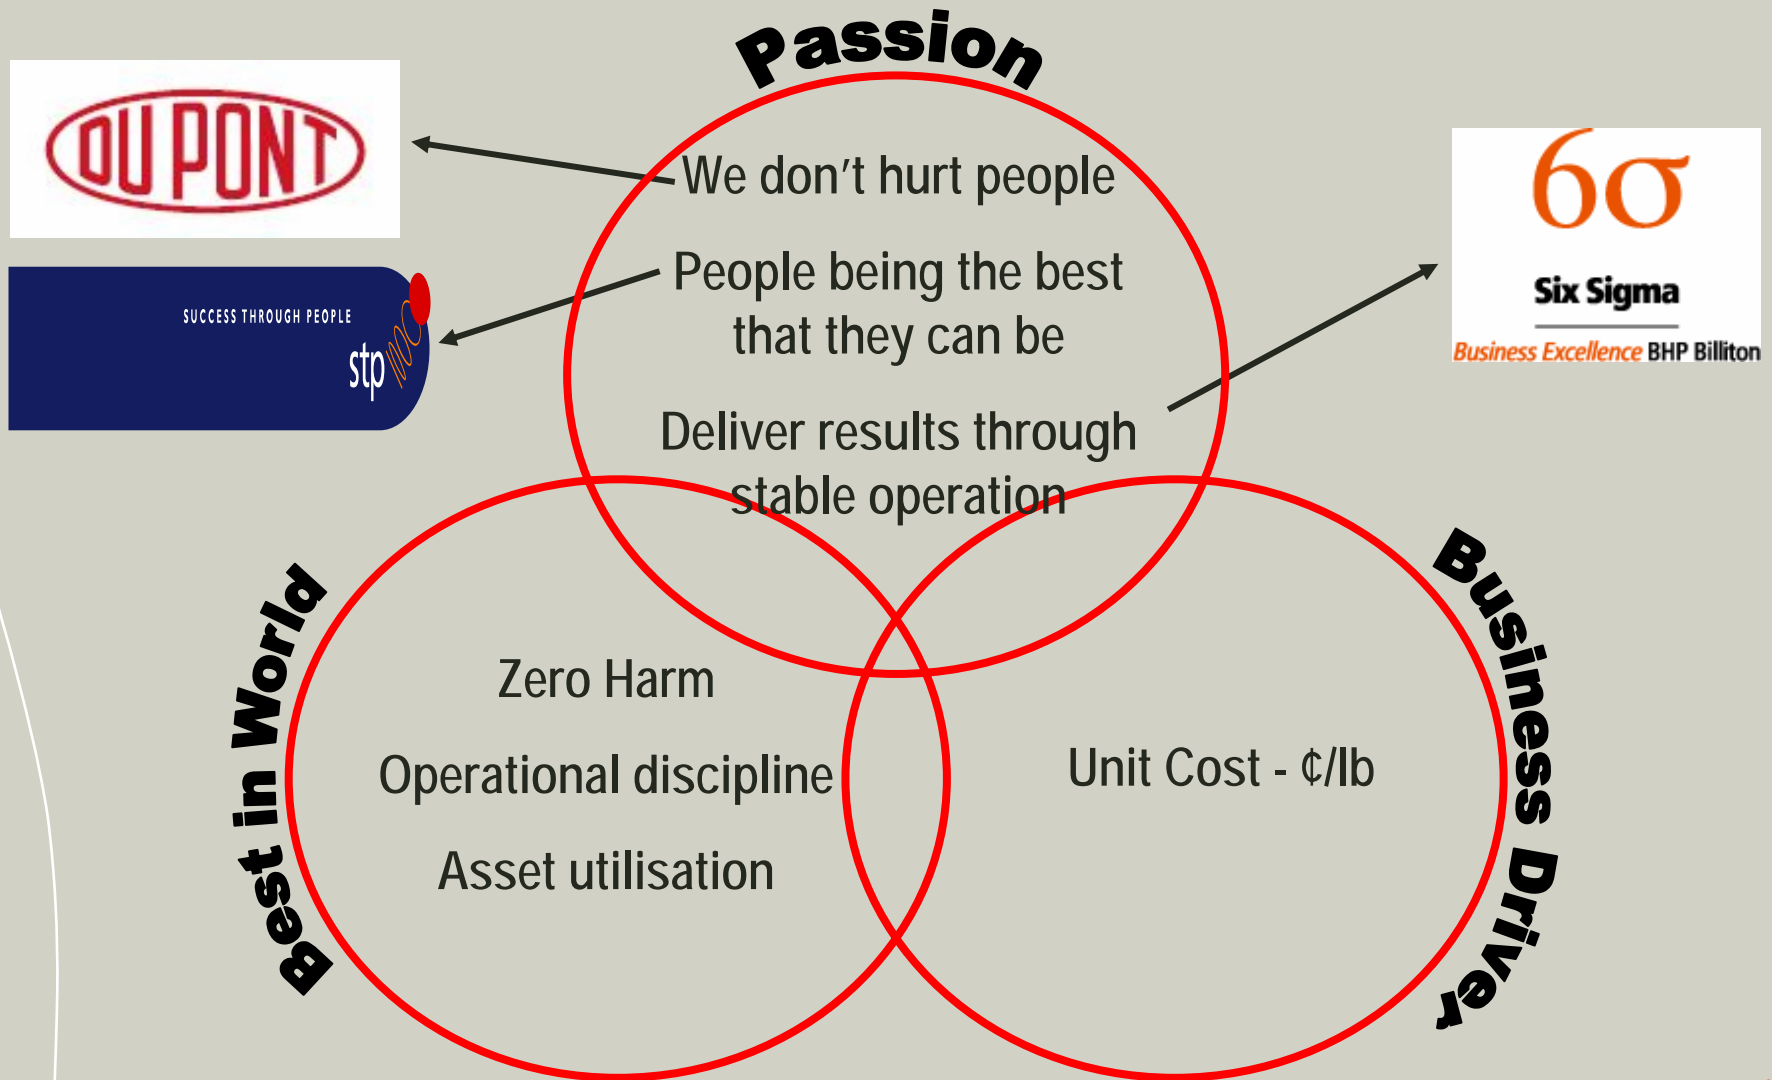 Passion
DU PONT
We don't hurt people
6σ
Six Sigma
Business Excellence BHP Billiton
People being the best
that they can be
SUCCESS THROUGH PEOPLE
stp
Deliver results through
stable operation
Best in World
Zero Harm
Operational discipline
Asset utilisation
Business Driver
Unit Cost - ¢/lb